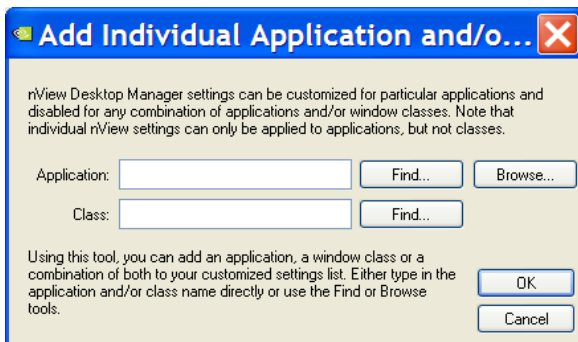 Add Individual Application and/o...
nView Desktop Manager settings can be customized for particular applications and
disabled for any combination of applications and/or window classes. Note that
individual nView settings can only be applied to applications, but not classes.
Application: Find... Browse...
Class: Find...
Using this tool, you can add an application, a window class or a
combination of both to your customized settings list. Either type in the
application and/or class name directly or use the Find or Browse
tools.
OK
Cancel